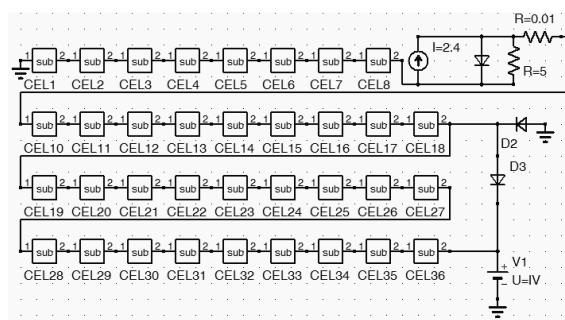 R=0.01
I=2.4
1 sub 2 1 sub 2 1 sub 2 1 sub 2 1 sub 2 1 sub 2 1 sub 2 1 sub 2
R=5
CEL1 CEL2 CEL3 CEL4 CEL5 CEL6 CEL7 CEL8
1 sub 2 1 sub 2 1 sub 2 1 sub 2 1 sub 2 1 sub 2 1 sub 2 1 sub 2 1 sub 2
D2
CEL10 CEL11 CEL12 CEL13 CEL14 CEL15 CEL16 CEL17 CEL18
D3
1 sub 2 1 sub 2 1 sub 2 1 sub 2 1 sub 2 1 sub 2 1 sub 2 1 sub 2 1 sub 2
CEL19 CEL20 CEL21 CEL22 CEL23 CEL24 CEL25 CEL26 CEL27
1 sub 2 1 sub 2 1 sub 2 1 sub 2 1 sub 2 1 sub 2 1 sub 2 1 sub 2 1 sub 2
V1
CEL28 CEL29 CEL30 CEL31 CEL32 CEL33 CEL34 CEL35 CEL36
U=IV